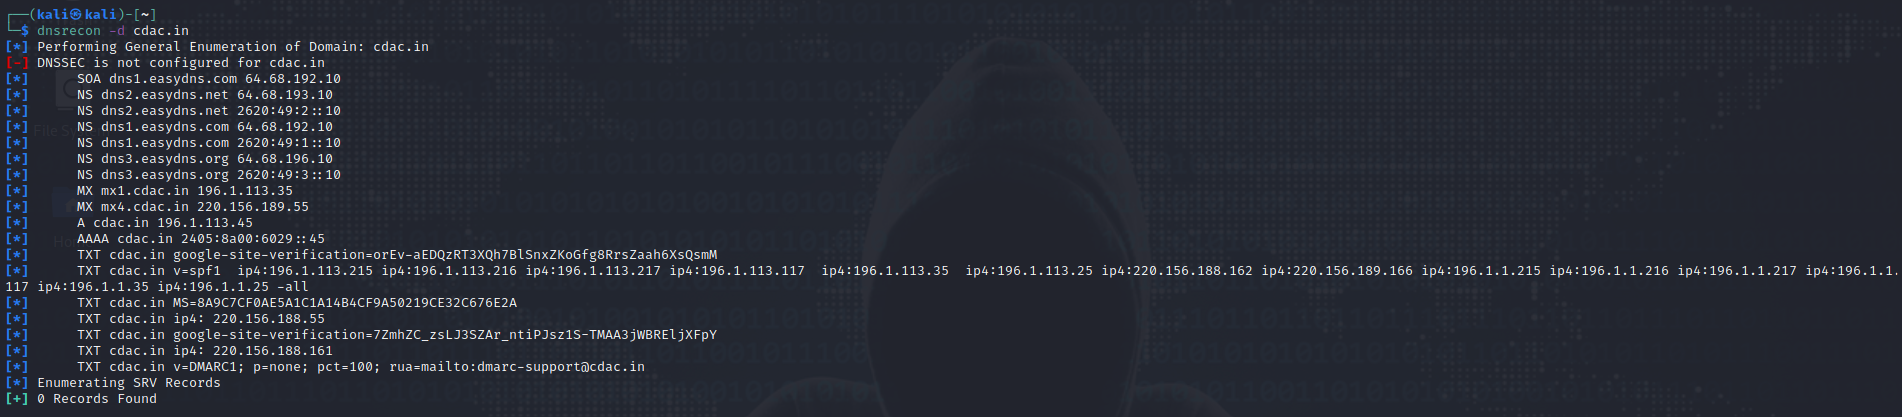 ┌──(kali㉿kali)-[~]
└─$ dnsrecon -d cdac.in
[*] Performing General Enumeration of Domain: cdac.in
[-] DNSSEC is not configured for cdac.in
[*]      SOA dns1.easydns.com 64.68.192.10
[*]      NS dns2.easydns.net 64.68.193.10
[*]      NS dns2.easydns.net 2620:49:2::10
[*]      NS dns1.easydns.com 64.68.192.10
[*]      NS dns1.easydns.com 2620:49:1::10
[*]      NS dns3.easydns.org 64.68.196.10
[*]      NS dns3.easydns.org 2620:49:3::10
[*]      MX mx1.cdac.in 196.1.113.35
[*]      MX mx4.cdac.in 220.156.189.55
[*]      A cdac.in 196.1.113.45
[*]      AAAA cdac.in 2405:8a00:6029::45
[*]      TXT cdac.in google-site-verification=orEv-aEDQzRT3XQh7BlSnxZKoGfg8RrsZaah6XsQsmM
[*]      TXT cdac.in v=spf1  ip4:196.1.113.215 ip4:196.1.113.216 ip4:196.1.113.217 ip4:196.1.113.117  ip4:196.1.113.35  ip4:196.1.113.25 ip4:220.156.188.162 ip4:220.156.189.166 ip4:196.1.1.215 ip4:196.1.1.216 ip4:196.1.1.217 ip4:196.1.1.
117 ip4:196.1.1.35 ip4:196.1.1.25 -all
[*]      TXT cdac.in MS=8A9C7CF0AE5A1C1A14B4CF9A50219CE32C676E2A
[*]      TXT cdac.in ip4: 220.156.188.55
[*]      TXT cdac.in google-site-verification=7ZmhZC_zsLJ3SZAr_ntiPJsz1S-TMAA3jWBREljXFpY
[*]      TXT cdac.in ip4: 220.156.188.161
[*]      TXT cdac.in v=DMARC1; p=none; pct=100; rua=mailto:dmarc-support@cdac.in
[*] Enumerating SRV Records
[+] 0 Records Found